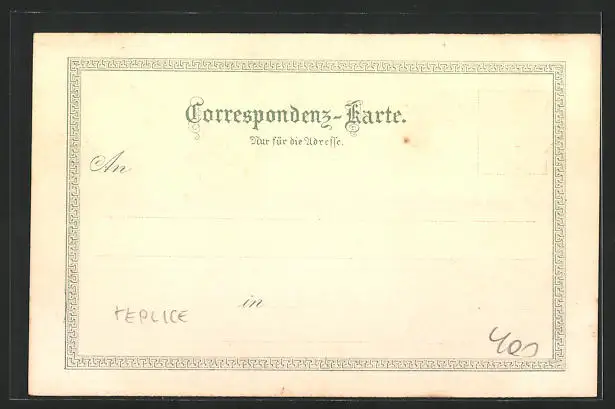 Correspondenz-Karte.
Nur für die Adresse.
An
in
TEPLICE
400